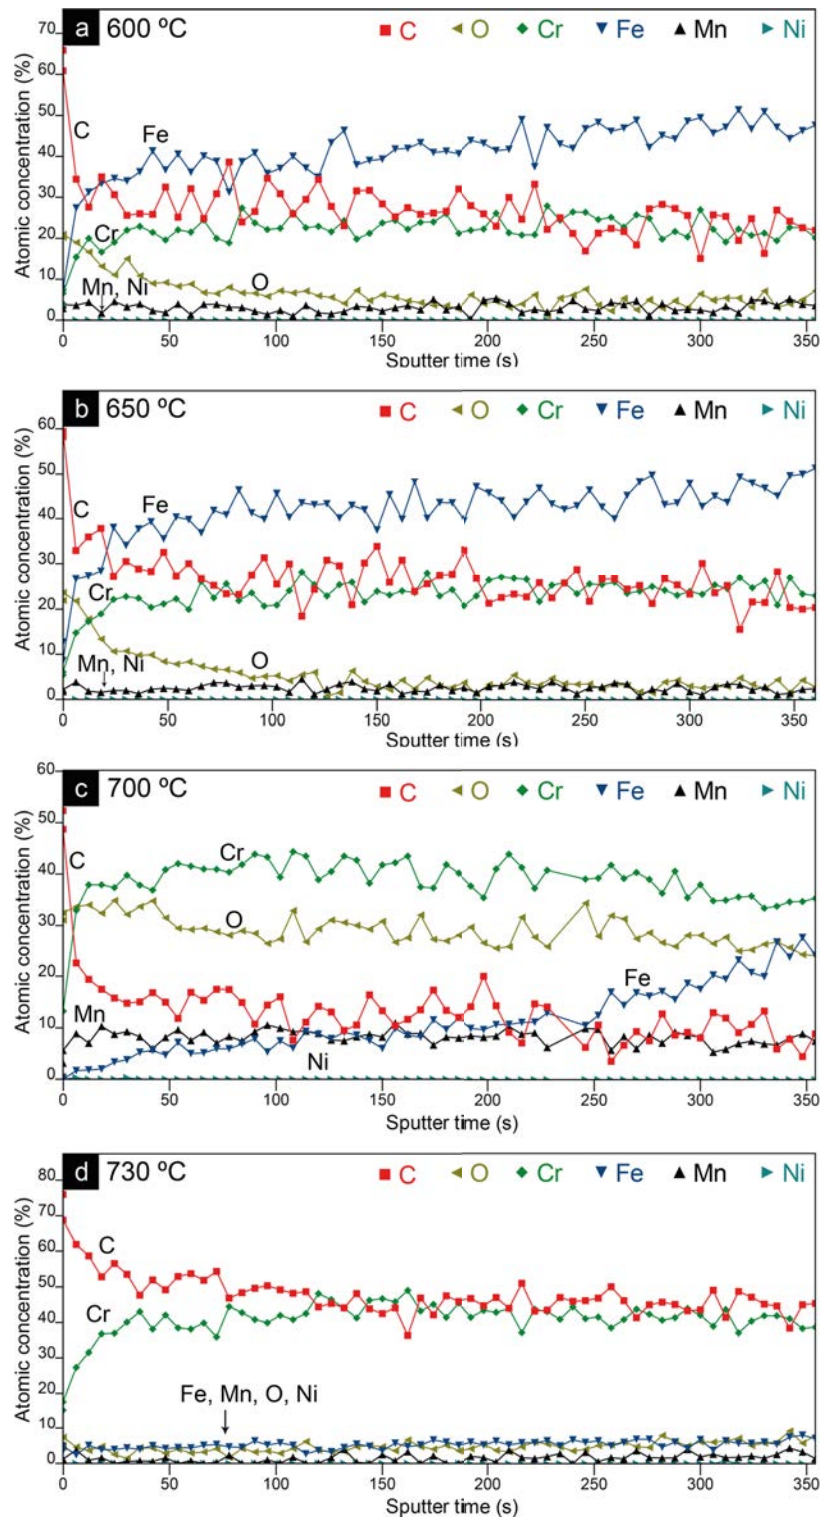 a 600 ºC C O Cr Fe Mn Ni
70
60
50
40
30
20
10
0
Atomic concentration (%)
C
Fe
Cr
Mn, Ni
O
0 50 100 150 200 250 300 350
Sputter time (s)
b 650 ºC C O Cr Fe Mn Ni
60
50
40
30
20
10
0
Atomic concentration (%)
C
Fe
Cr
Mn, Ni
O
0 50 100 150 200 250 300 350
Sputter time (s)
c 700 ºC C O Cr Fe Mn Ni
60
50
40
30
20
10
0
Atomic concentration (%)
C
Cr
O
Fe
Mn
Ni
0 50 100 150 200 250 300 350
Sputter time (s)
d 730 ºC C O Cr Fe Mn Ni
80
70
60
50
40
30
20
10
0
Atomic concentration (%)
C
Cr
Fe, Mn, O, Ni
0 50 100 150 200 250 300 350
Sputter time (s)